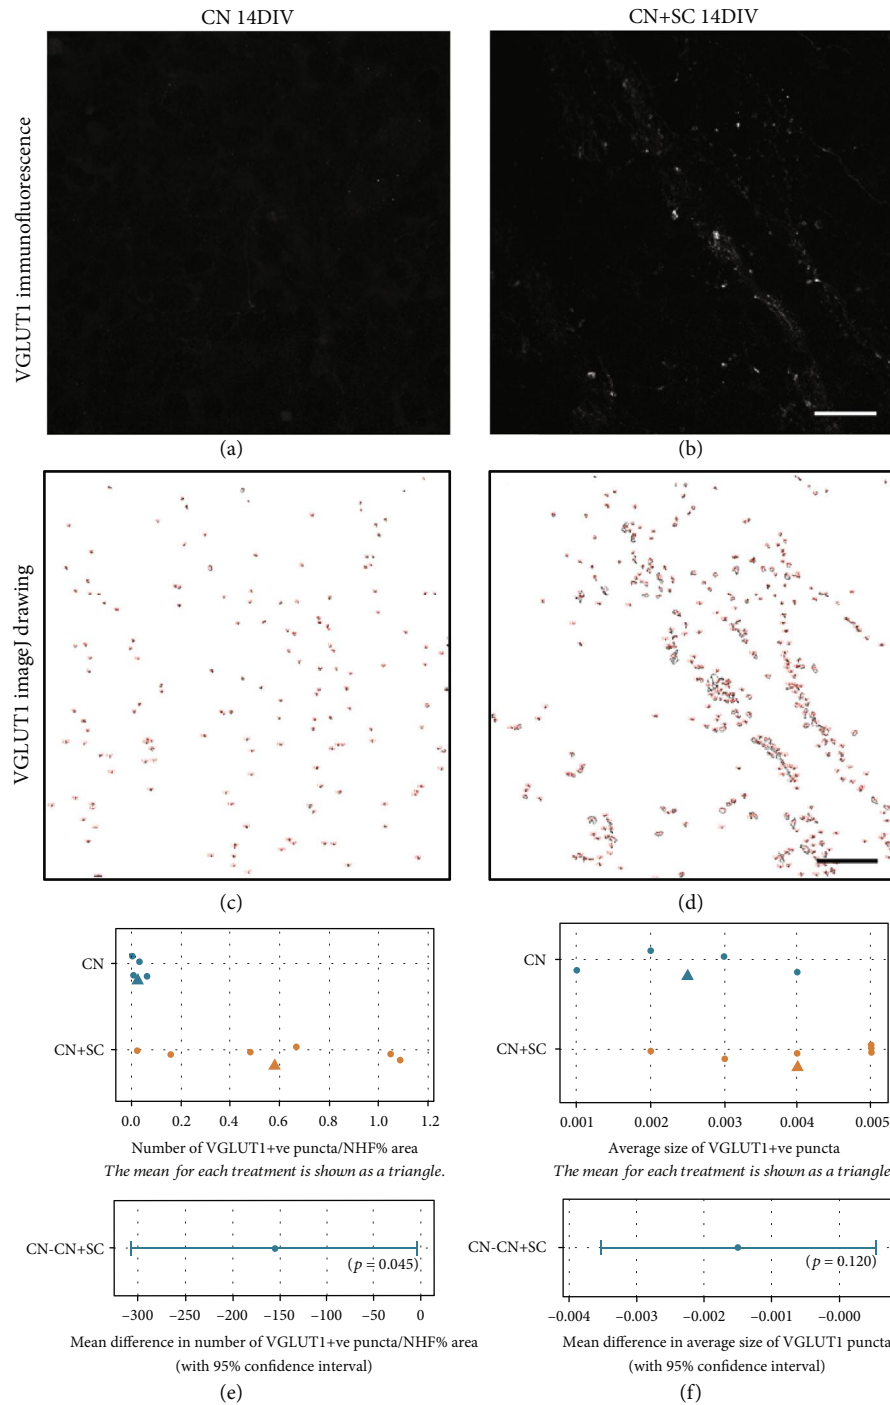 CN 14DIV
CN+SC 14DIV
VGLUT1 immunofluorescence
(a)
(b)
VGLUT1 imageJ drawing
(c)
(d)
CN
CN+SC
0.0 0.2 0.4 0.6 0.8 1.0 1.2
Number of VGLUT1+ve puncta/NHF% area
The mean for each treatment is shown as a triangle.
CN
CN+SC
0.001 0.002 0.003 0.004 0.005
Average size of VGLUT1+ve puncta
The mean for each treatment is shown as a triangle
CN-CN+SC
(p = 0.045)
−300 −250 −200 −150 −100 −50 0
Mean difference in number of VGLUT1+ve puncta/NHF% area
(with 95% confidence interval)
(e)
CN-CN+SC
(p = 0.120)
−0.004 −0.003 −0.002 −0.001 −0.000
Mean difference in average size of VGLUT1 puncta
(with 95% confidence interval)
(f)